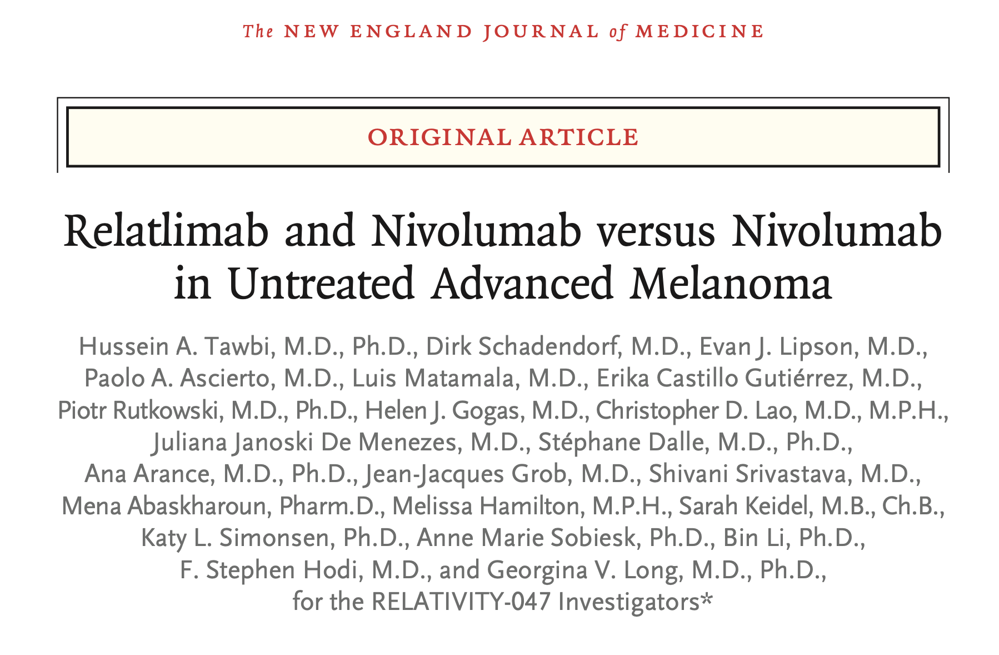 The NEW ENGLAND JOURNAL of MEDICINE
ORIGINAL ARTICLE
Relatlimab and Nivolumab versus Nivolumab
in Untreated Advanced Melanoma
Hussein A. Tawbi, M.D., Ph.D., Dirk Schadendorf, M.D., Evan J. Lipson, M.D.,
Paolo A. Ascierto, M.D., Luis Matamala, M.D., Erika Castillo Gutiérrez, M.D.,
Piotr Rutkowski, M.D., Ph.D., Helen J. Gogas, M.D., Christopher D. Lao, M.D., M.P.H.,
Juliana Janoski De Menezes, M.D., Stéphane Dalle, M.D., Ph.D.,
Ana Arance, M.D., Ph.D., Jean-Jacques Grob, M.D., Shivani Srivastava, M.D.,
Mena Abaskharoun, Pharm.D., Melissa Hamilton, M.P.H., Sarah Keidel, M.B., Ch.B.,
Katy L. Simonsen, Ph.D., Anne Marie Sobiesk, Ph.D., Bin Li, Ph.D.,
F. Stephen Hodi, M.D., and Georgina V. Long, M.D., Ph.D.,
for the RELATIVITY-047 Investigators*